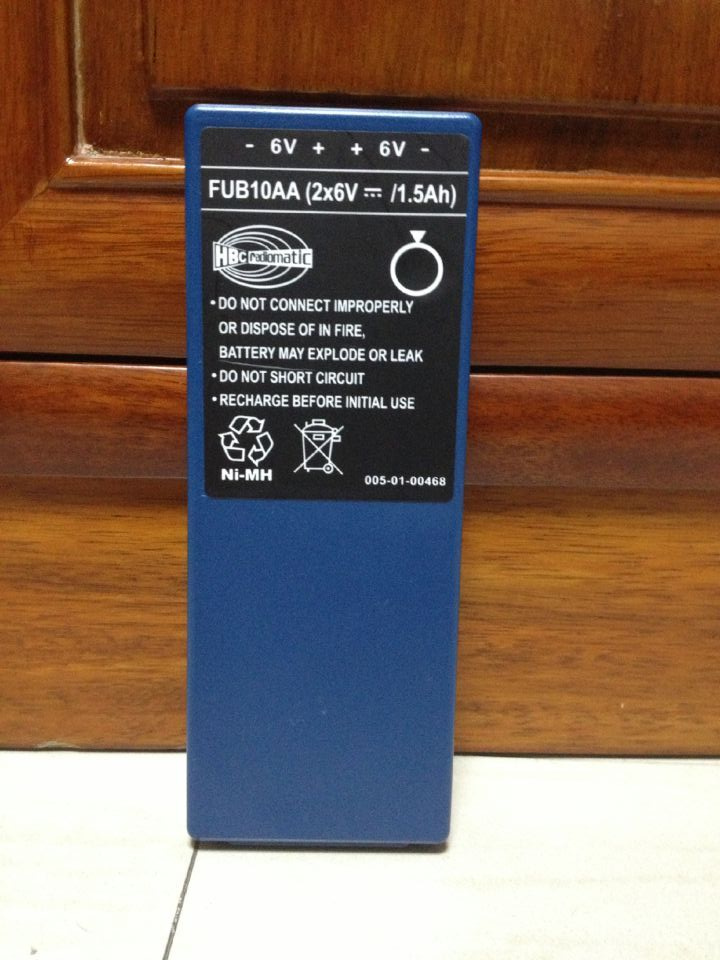 - 6V + + 6V -
FUB10AA (2x6V ⎓ /1.5Ah)
HBC radiomatic
• DO NOT CONNECT IMPROPERLY
OR DISPOSE OF IN FIRE,
BATTERY MAY EXPLODE OR LEAK
• DO NOT SHORT CIRCUIT
• RECHARGE BEFORE INITIAL USE
Ni-MH
005-01-00468